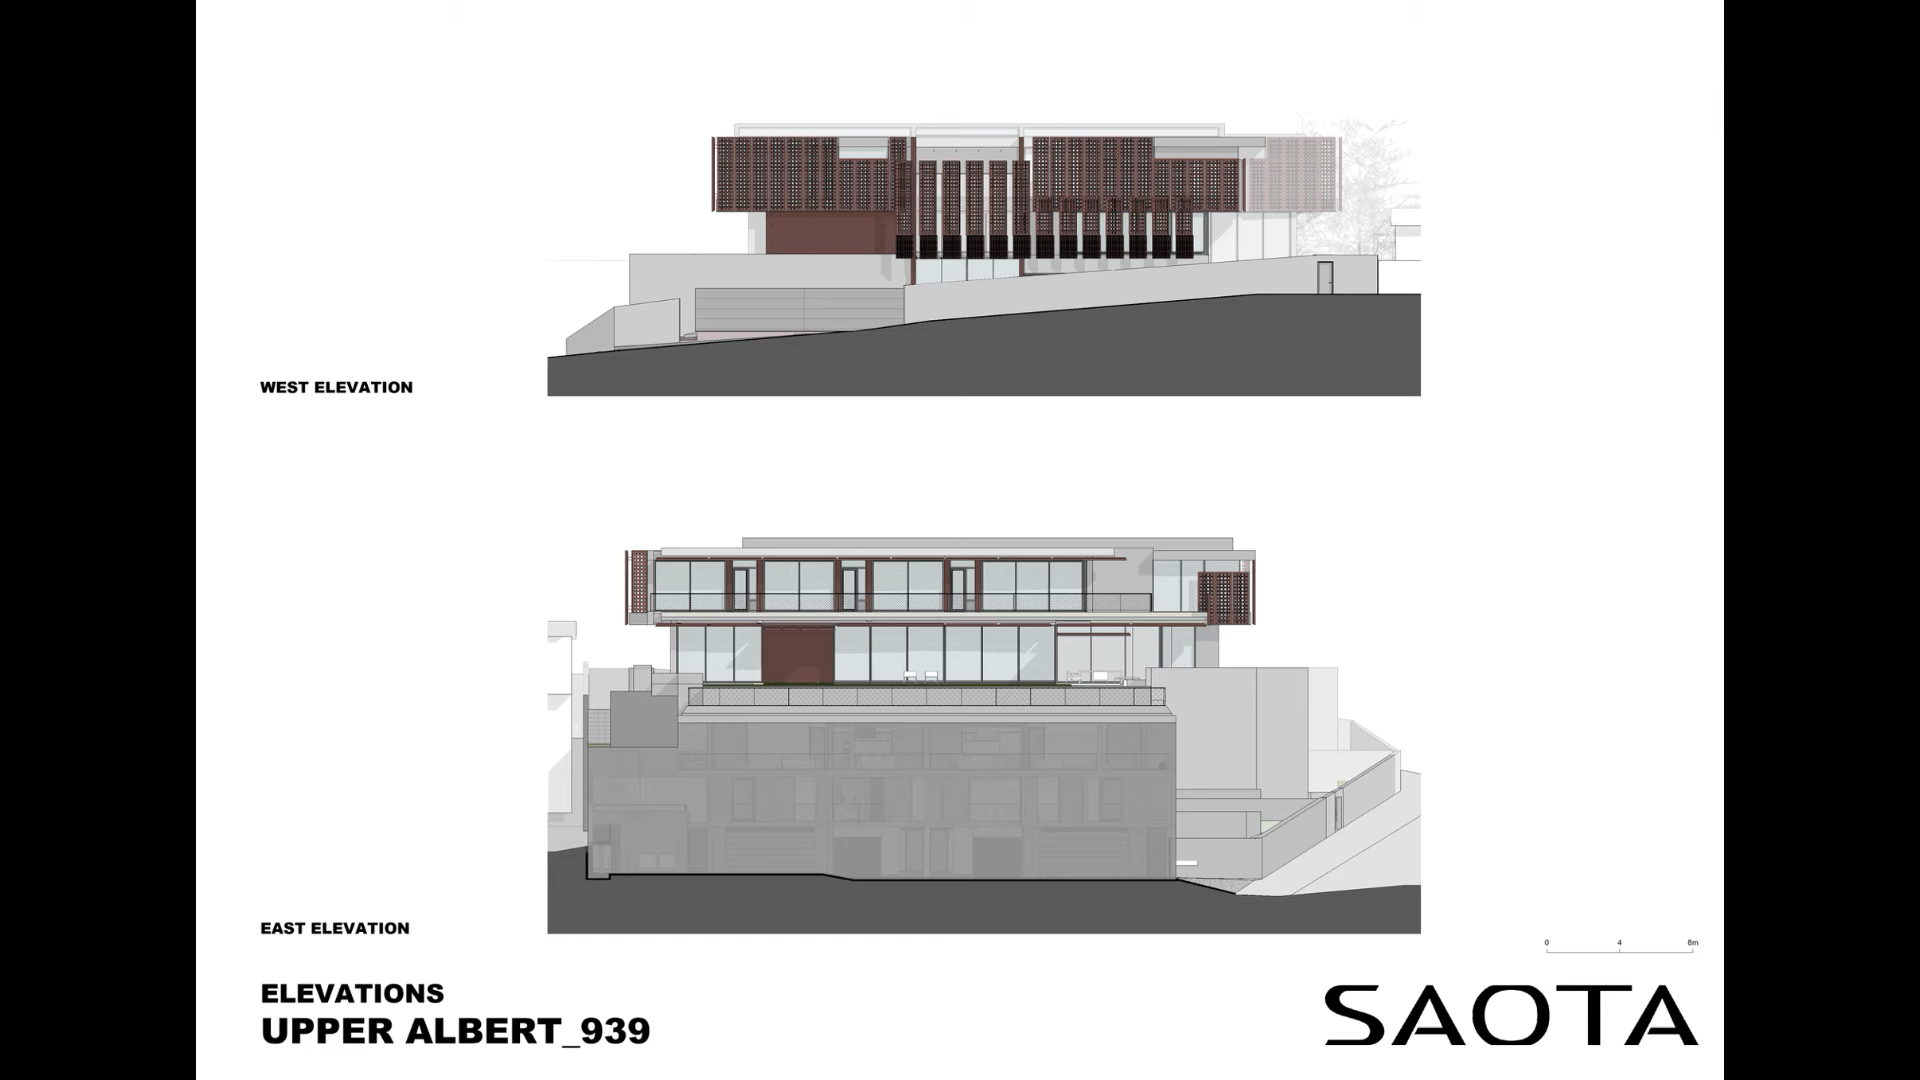 WEST ELEVATION
EAST ELEVATION
0 4 8m
ELEVATIONS
UPPER ALBERT_939
SAOTA